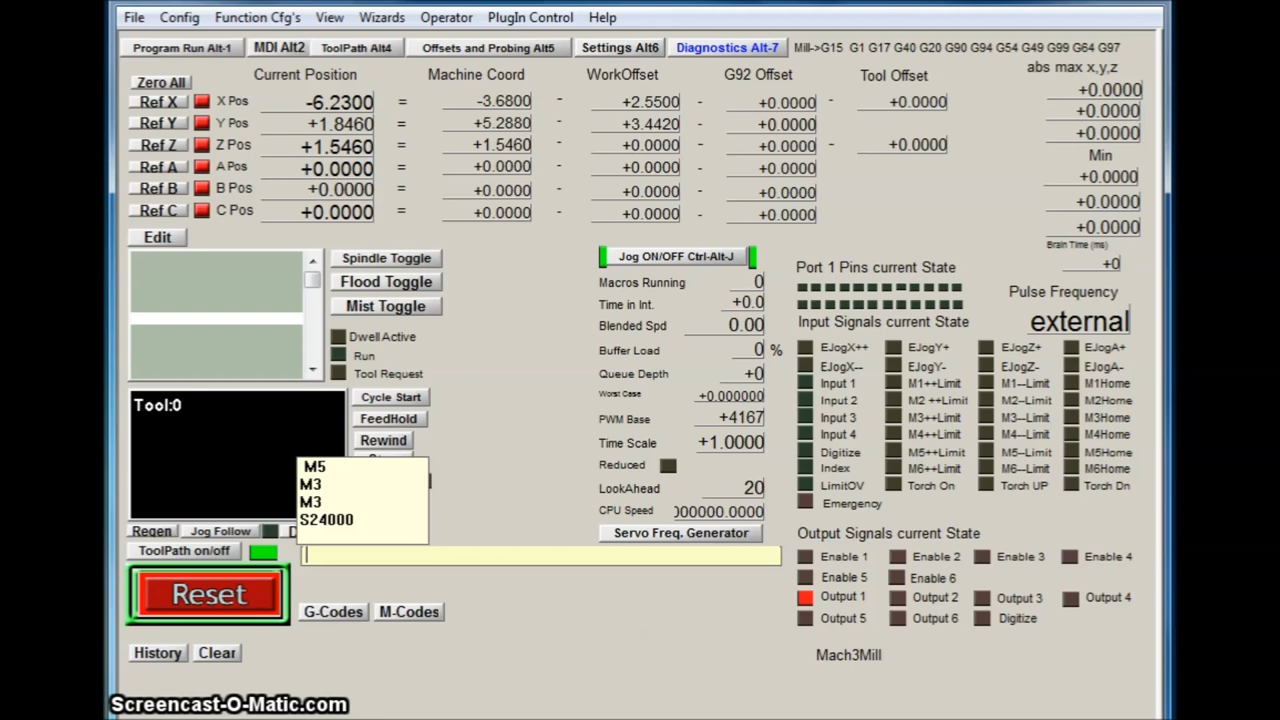 File Config Function Cfg's View Wizards Operator PlugIn Control Help
Program Run Alt-1 MDI Alt2 ToolPath Alt4 Offsets and Probing Alt5 Settings Alt6 Diagnostics Alt-7 Mill->G15 G1 G17 G40 G20 G90 G94 G54 G49 G99 G64 G97
Current Position Machine Coord WorkOffset G92 Offset Tool Offset abs max x,y,z
Zero All
Ref X X Pos -6.2300 = -3.6800 - +2.5500 - +0.0000 - +0.0000 +0.0000
Ref Y Y Pos +1.8460 = +5.2880 - +3.4420 - +0.0000 +0.0000
Ref Z Z Pos +1.5460 = +1.5460 - +0.0000 - +0.0000 - +0.0000 +0.0000
Min
Ref A A Pos +0.0000 = +0.0000 - +0.0000 - +0.0000 +0.0000
Ref B B Pos +0.0000 = +0.0000 - +0.0000 - +0.0000 +0.0000
Ref C C Pos +0.0000 = +0.0000 - +0.0000 - +0.0000 +0.0000
Brain Time (ms)
+0
Edit
Spindle Toggle
Flood Toggle
Mist Toggle
Dwell Active
Run
Tool Request
Tool:0
Cycle Start
FeedHold
Rewind
M5
M3
M3
S24000
Regen Jog Follow
ToolPath on/off
Reset
G-Codes M-Codes
History Clear
Jog ON/OFF Ctrl-Alt-J
Macros Running 0
Time in Int. +0.0
Blended Spd 0.00
Buffer Load 0 %
Queue Depth +0
Worst Case +0.000000
PWM Base +4167
Time Scale +1.0000
Reduced
LookAhead 20
CPU Speed 000000.0000
Servo Freq. Generator
Port 1 Pins current State
Pulse Frequency
external
Input Signals current State
EJogX++ EJogY+ EJogZ+ EJogA+
EJogX-- EJogY- EJogZ- EJogA-
Input 1 M1++Limit M1--Limit M1Home
Input 2 M2 ++Limit M2--Limit M2Home
Input 3 M3++Limit M3--Limit M3Home
Input 4 M4++Limit M4--Limit M4Home
Digitize M5++Limit M5--Limit M5Home
Index M6++Limit M6--Limit M6Home
LimitOV Torch On Torch UP Torch Dn
Emergency
Output Signals current State
Enable 1 Enable 2 Enable 3 Enable 4
Enable 5 Enable 6
Output 1 Output 2 Output 3 Output 4
Output 5 Output 6 Digitize
Mach3Mill
Screencast-O-Matic.com